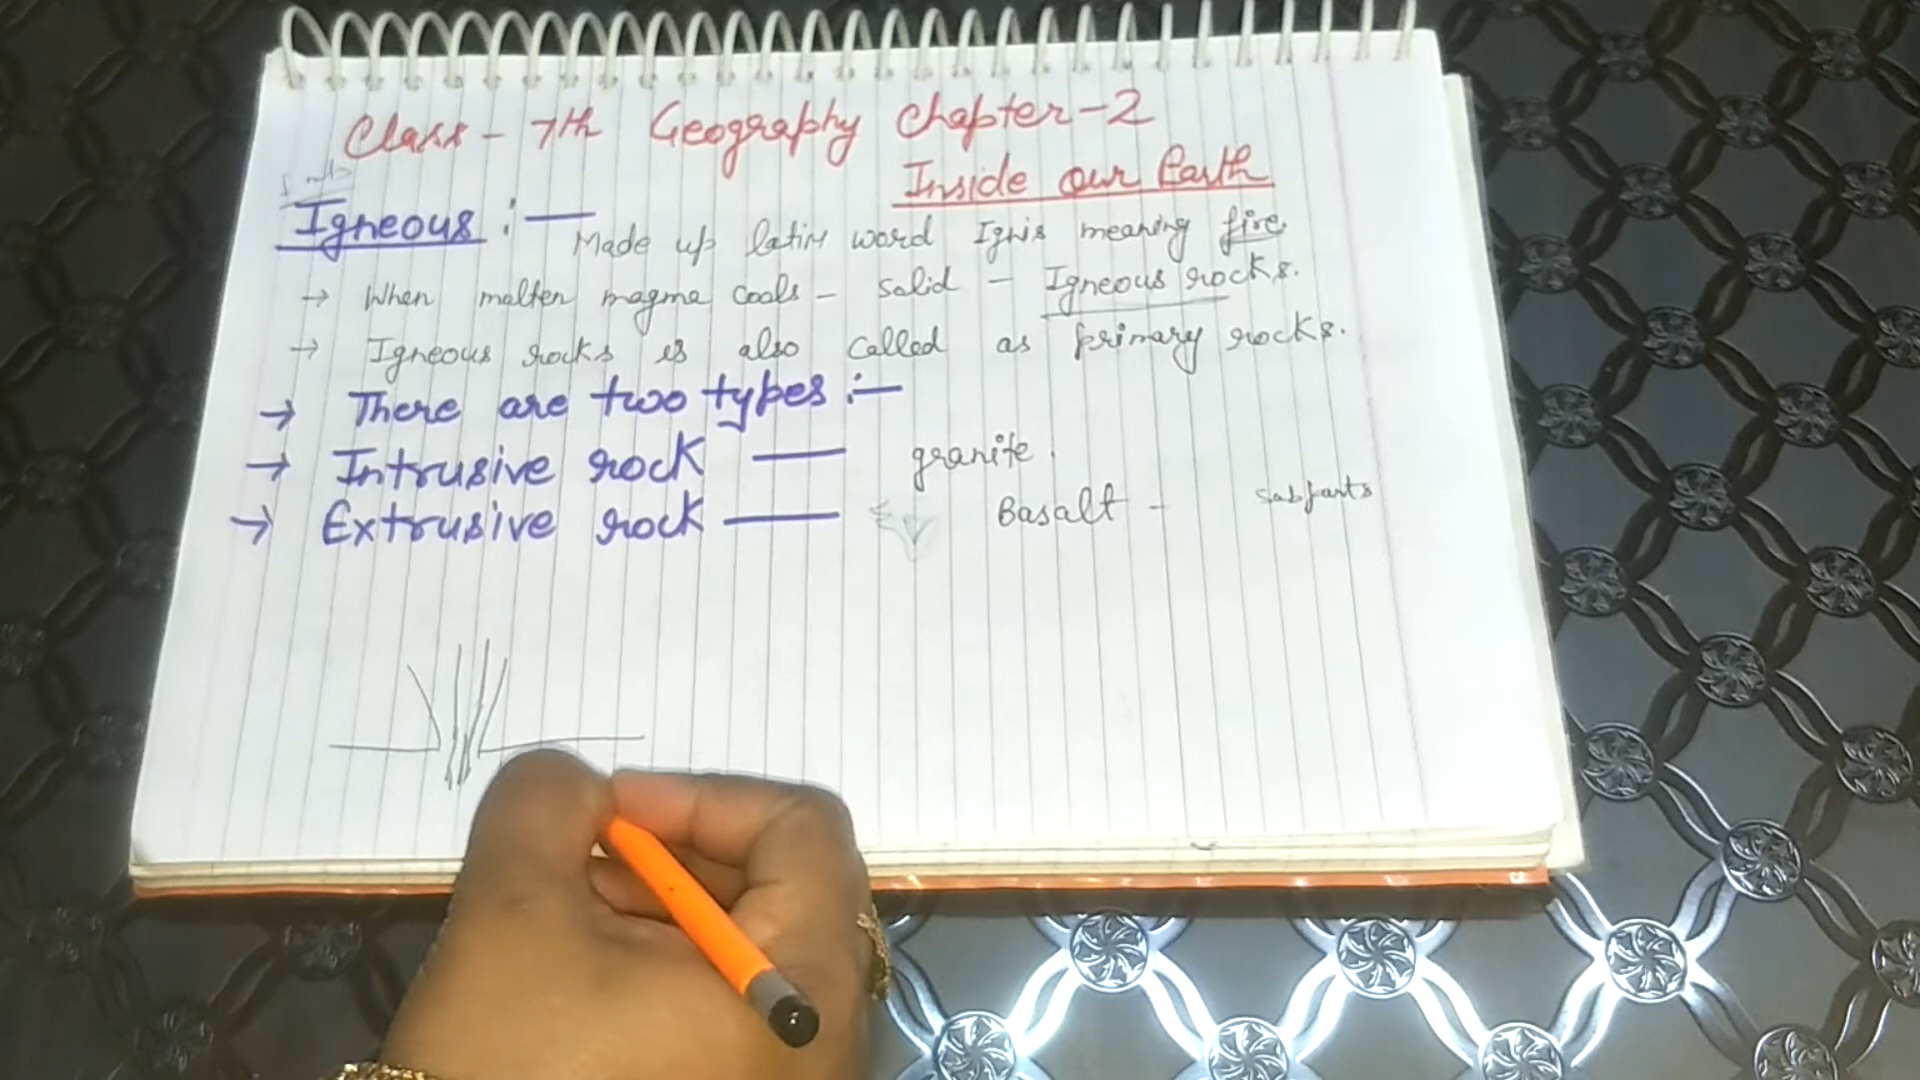 Class - 7th Geography Chapter - 2
Inside our Earth
Igneous :—
Made up latin word Ignis meaning fire.
→ When molten magma cools - solid - Igneous rocks.
→ Igneous rocks is also called as primary rocks.
→ There are two types :—
→ Intrusive rock — granite.
→ Extrusive rock — Basalt -